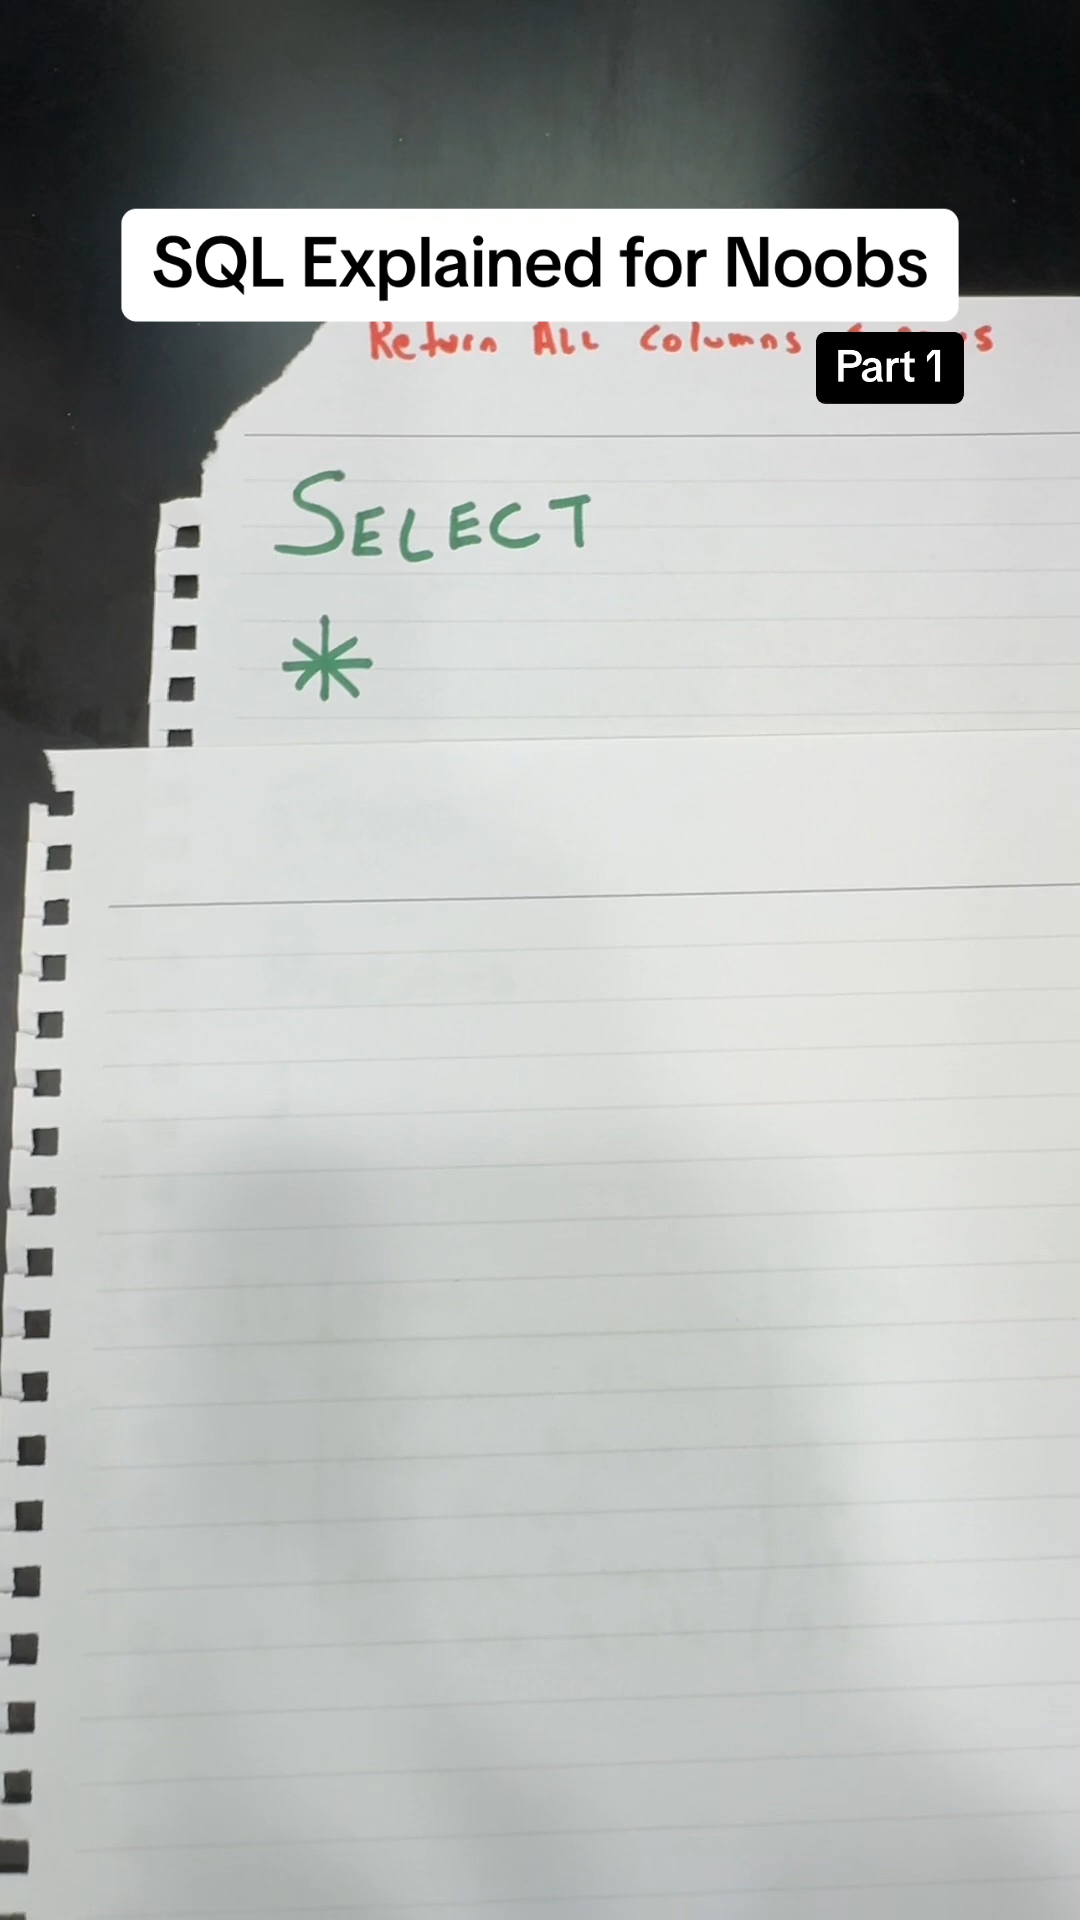 SQL Explained for Noobs
Return ALL Columns
Part 1
SELECT
*